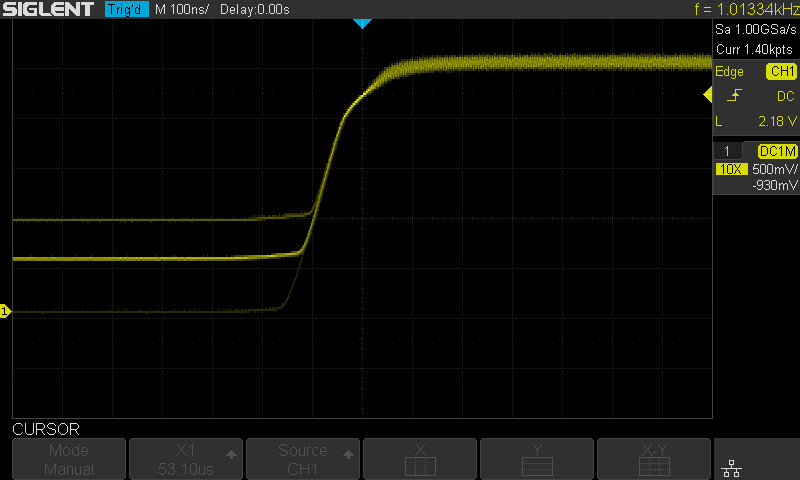 SIGLENT Trig'd M 100ns/ Delay:0.00s f = 1.01334kHz
Sa 1.00GSa/s
Curr 1.40kpts
Edge CH1
DC
L 2.18 V
1 DC1M
10X 500mV/
-930mV
1
CURSOR
Mode X1 Source X Y X-Y
Manual 53.10us CH1